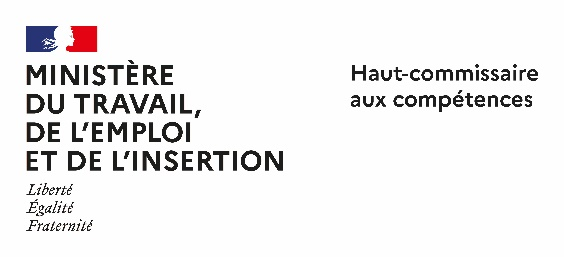 MINISTÈRE
DU TRAVAIL,
DE L'EMPLOI
ET DE L'INSERTION
Liberté
Égalité
Fraternité
Haut-commissaire
aux compétences